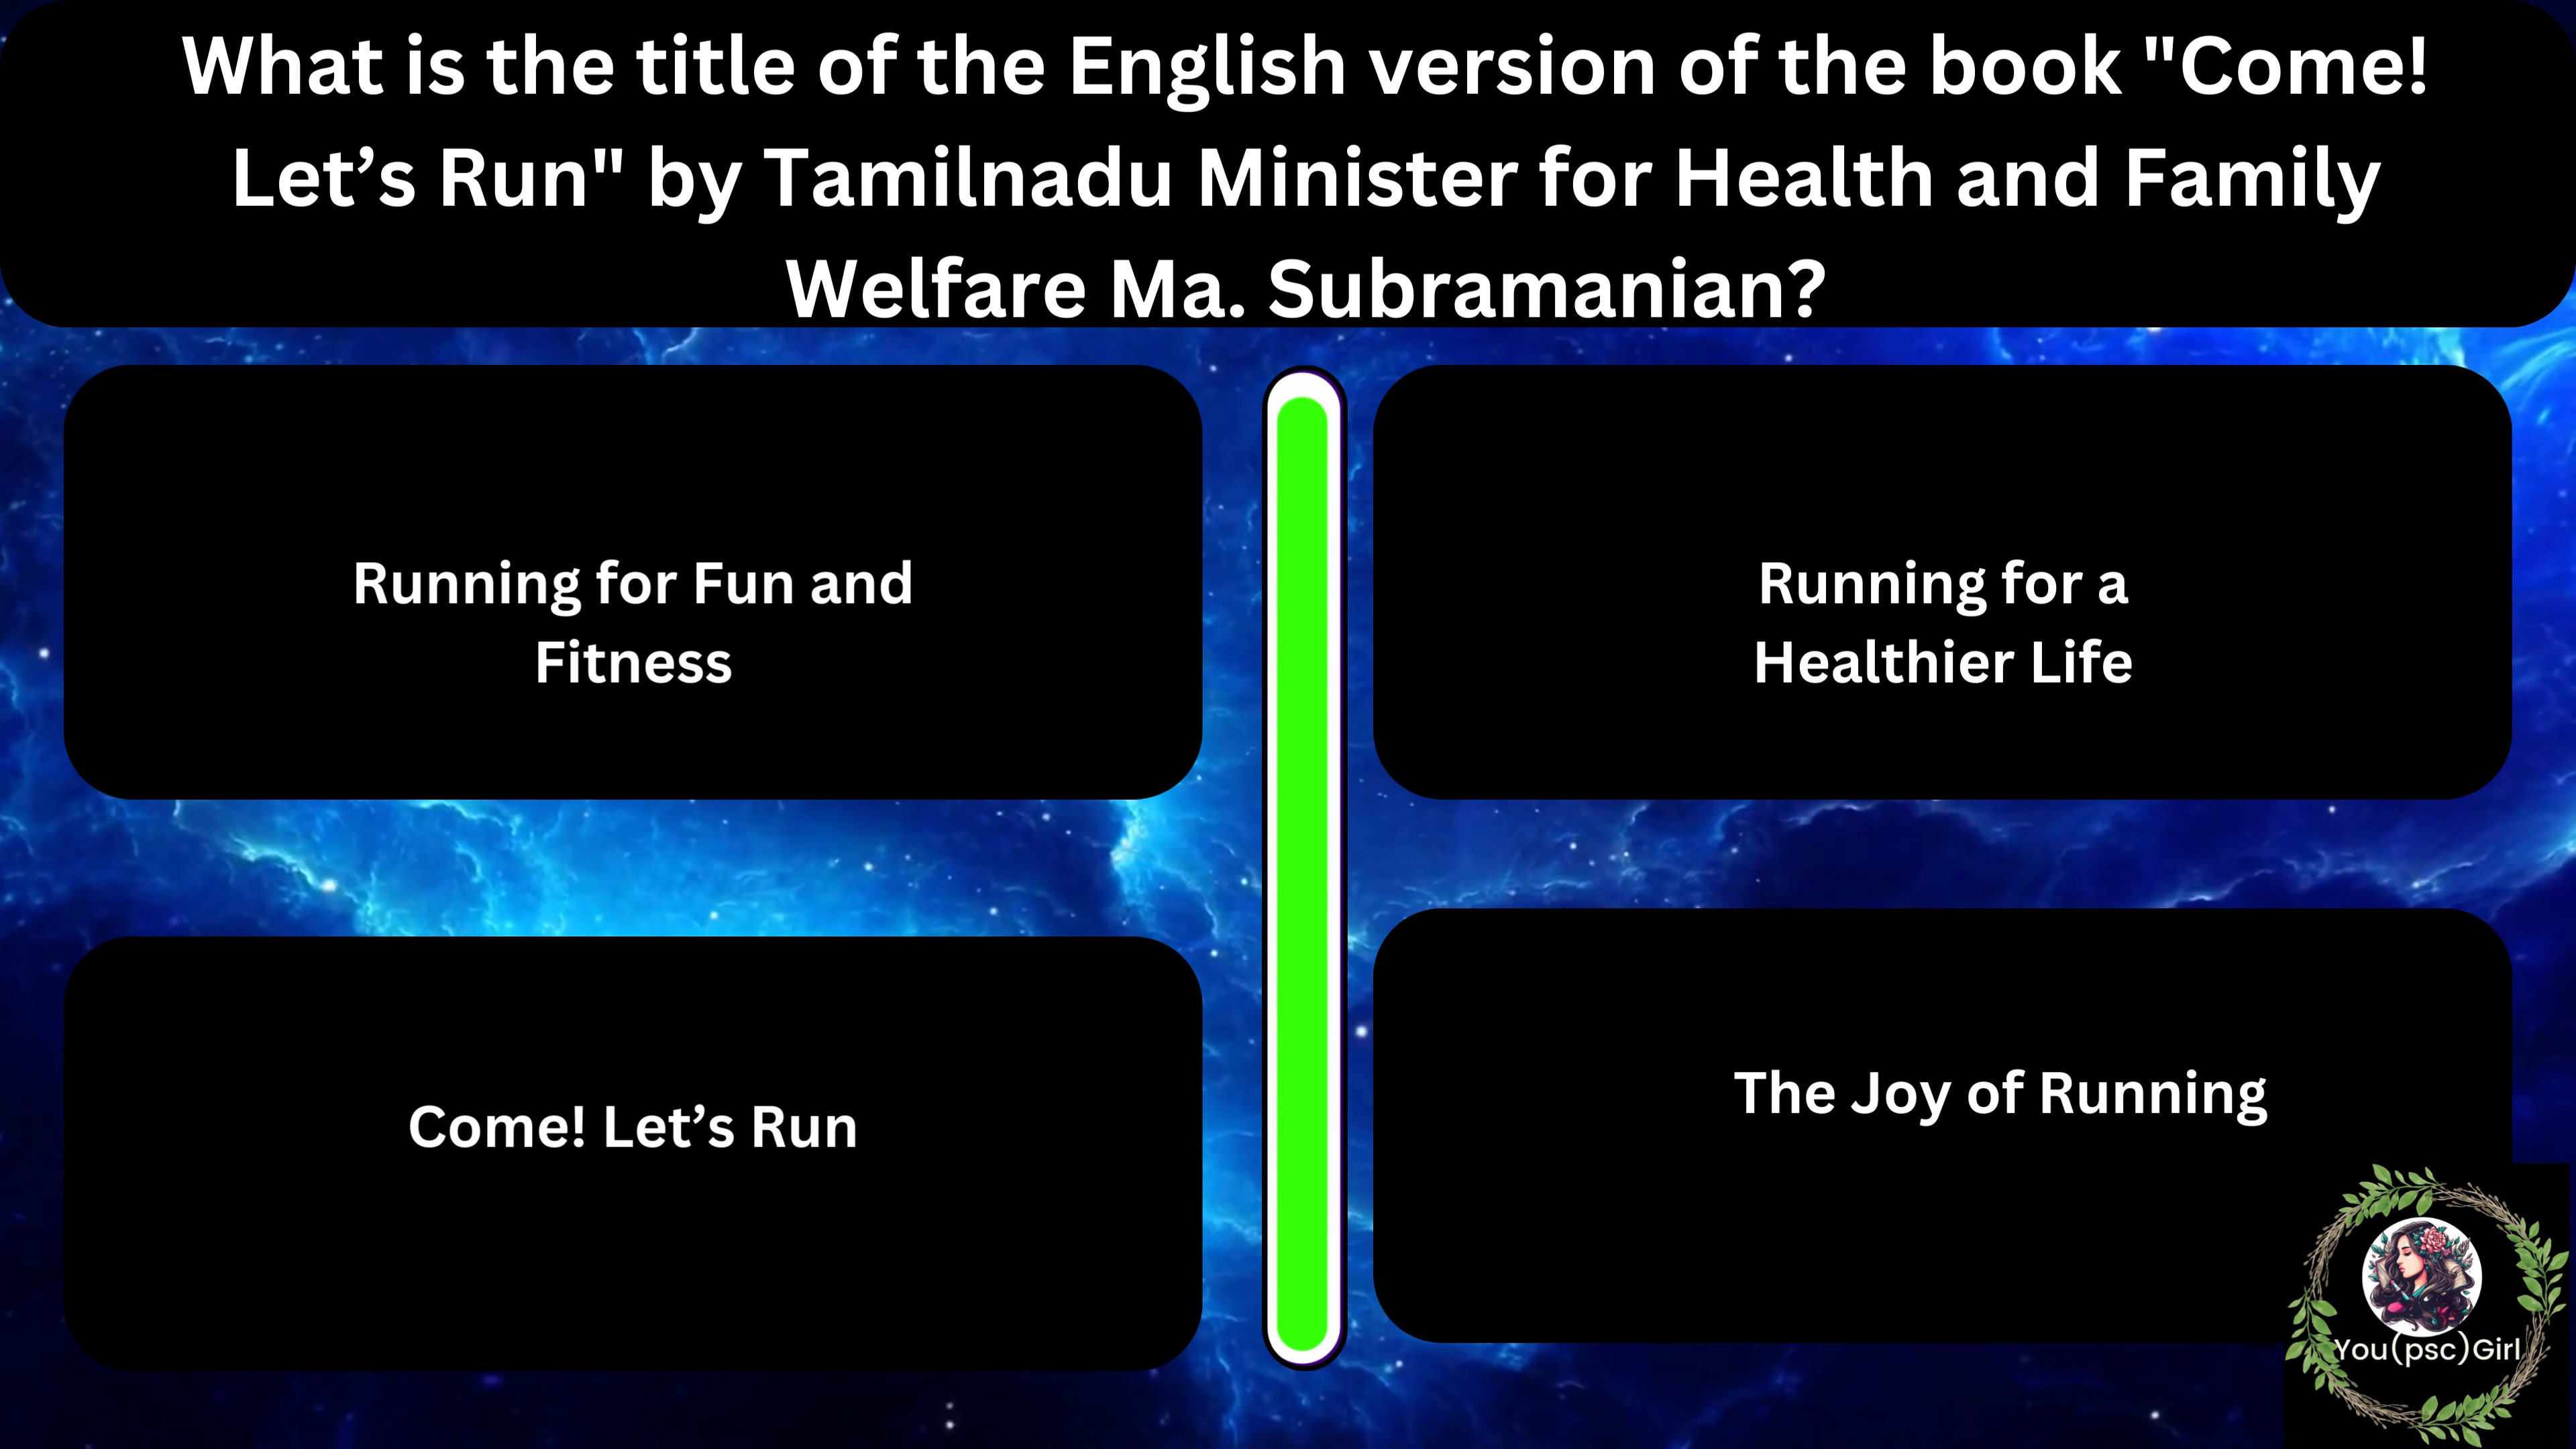 What is the title of the English version of the book "Come!
Let’s Run" by Tamilnadu Minister for Health and Family
Welfare Ma. Subramanian?
Running for Fun and
Fitness
Running for a
Healthier Life
Come! Let’s Run
The Joy of Running
You(psc)Girl